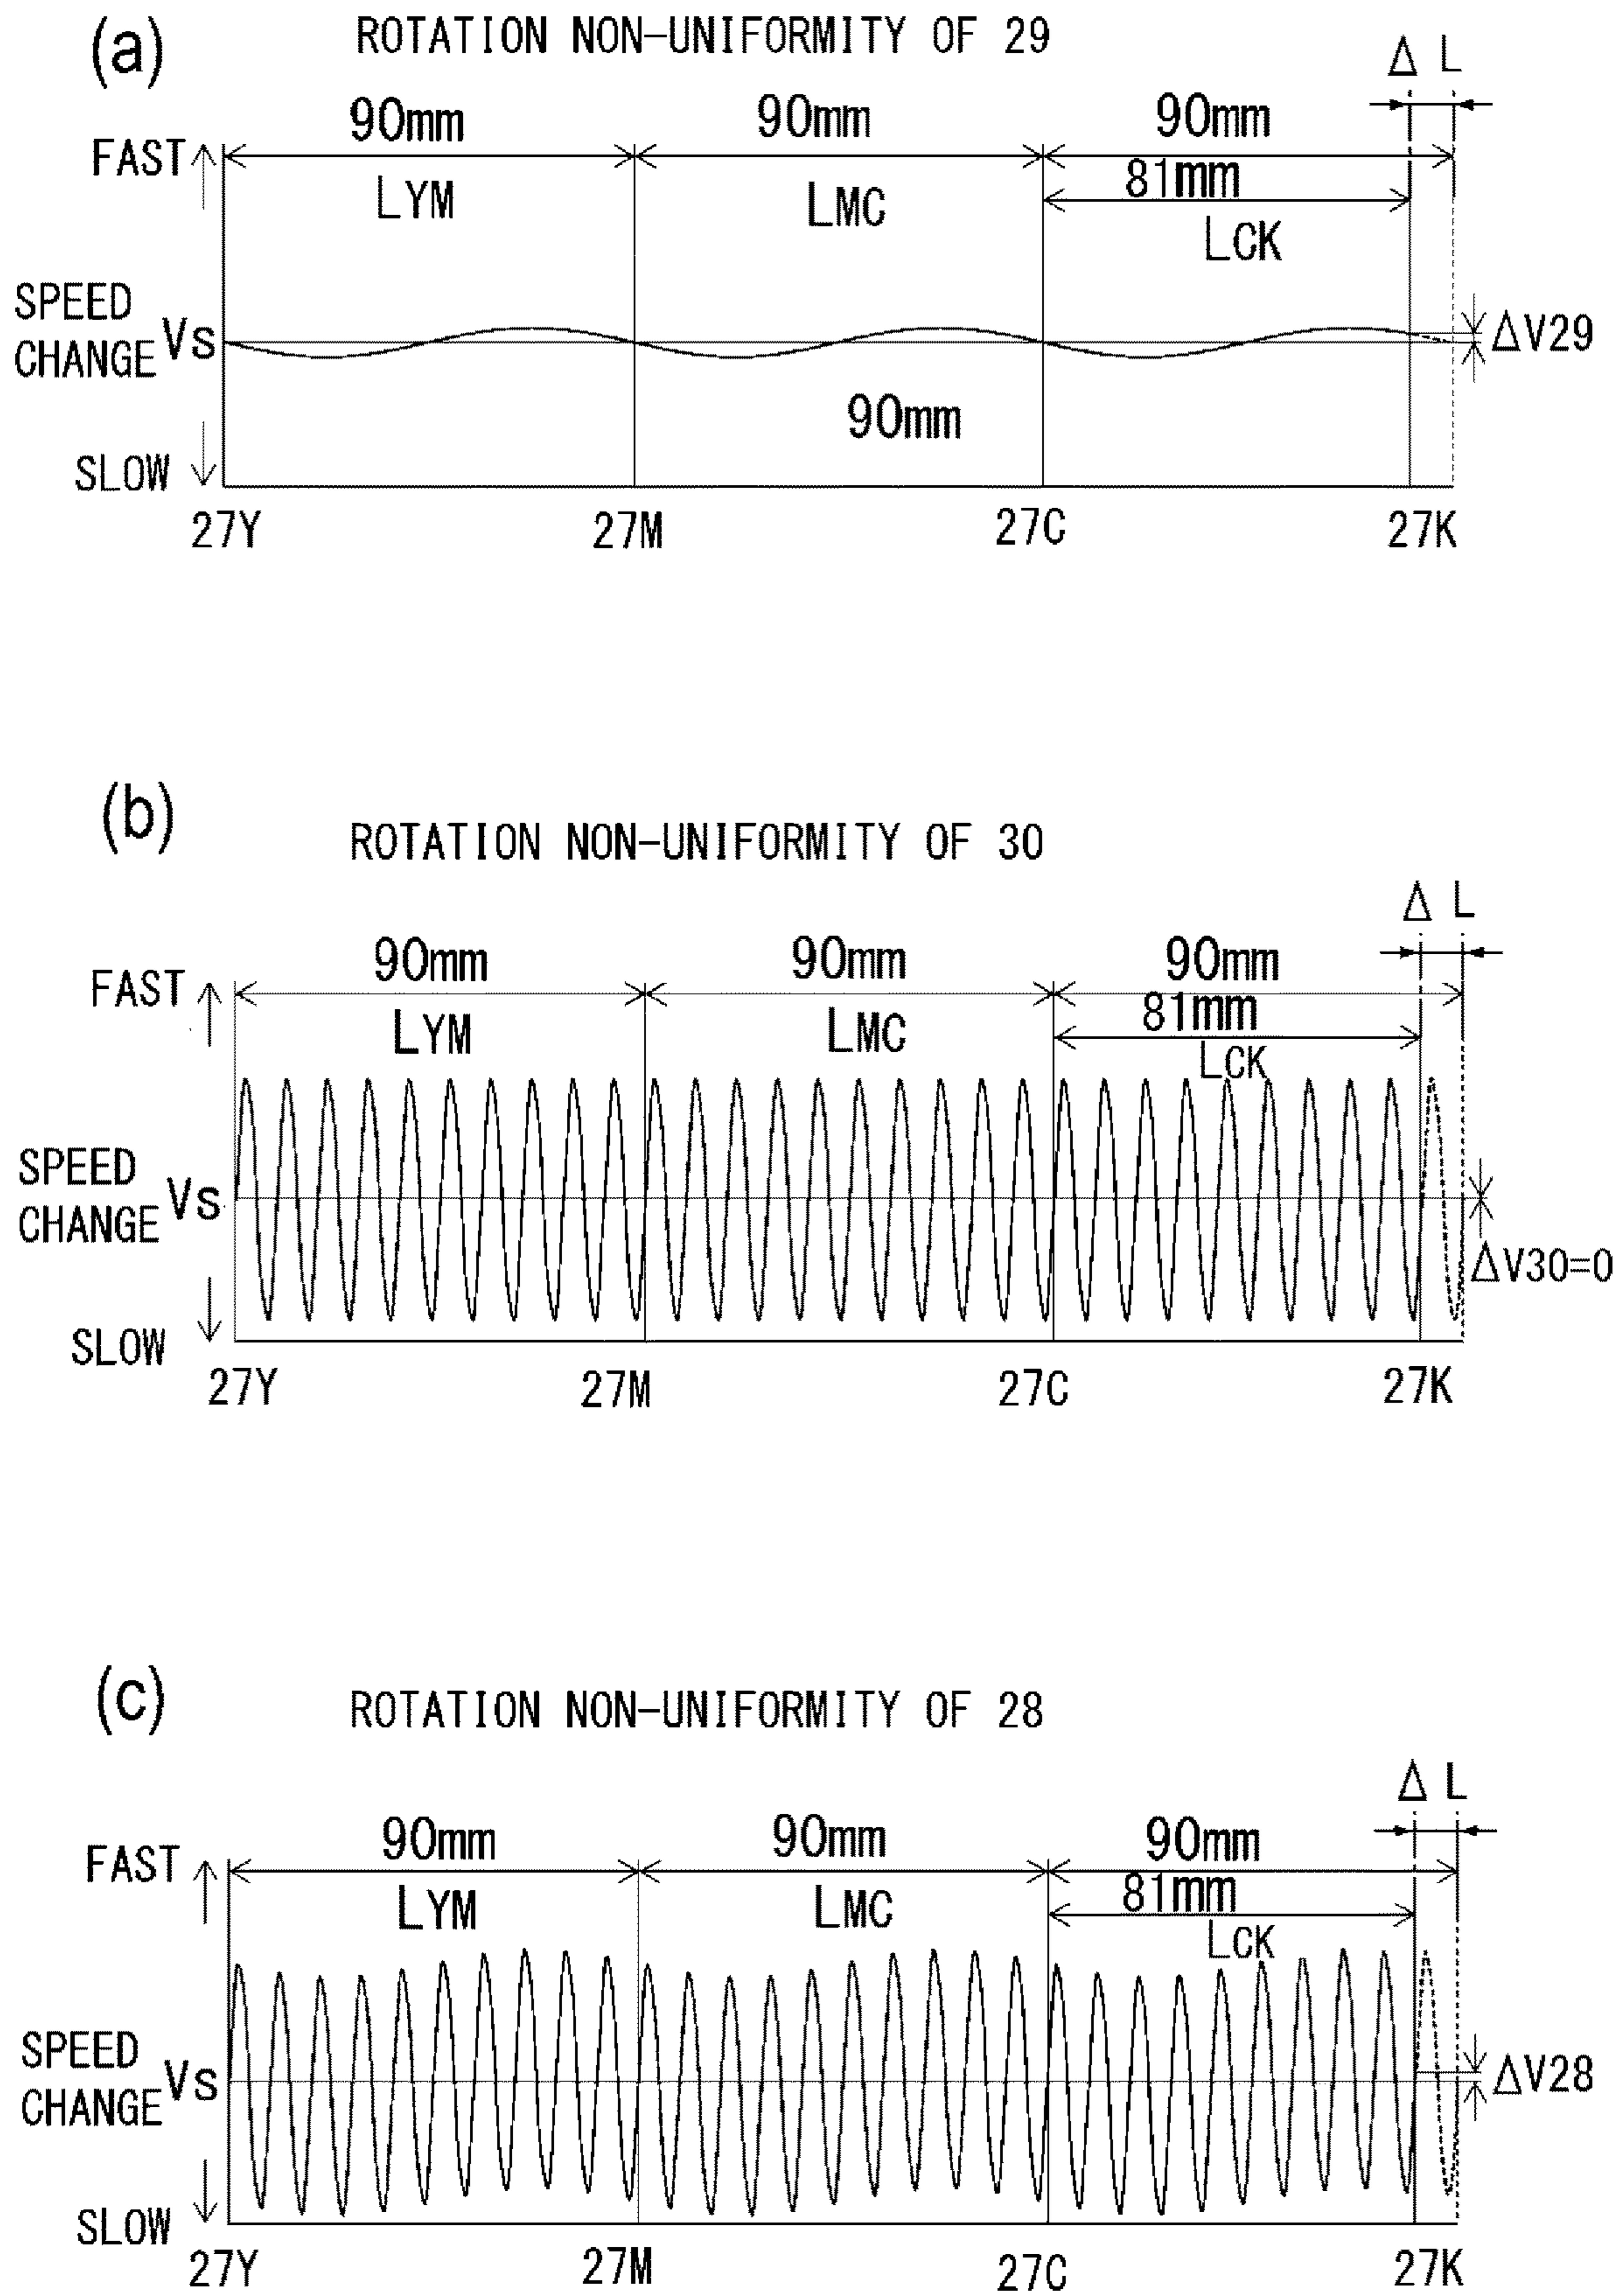 (a)
ROTATION NON-UNIFORMITY OF 29
Δ L
90mm 90mm 90mm
FAST
81mm
LYM LMC LCK
SPEED
CHANGE
Vs
ΔV29
90mm
SLOW
27Y 27M 27C 27K
(b)
ROTATION NON-UNIFORMITY OF 30
Δ L
90mm 90mm 90mm
FAST
81mm
LYM LMC LCK
SPEED
CHANGE
Vs
ΔV30=0
SLOW
27Y 27M 27C 27K
(c)
ROTATION NON-UNIFORMITY OF 28
Δ L
90mm 90mm 90mm
FAST
81mm
LYM LMC LCK
SPEED
CHANGE
Vs
ΔV28
SLOW
27Y 27M 27C 27K